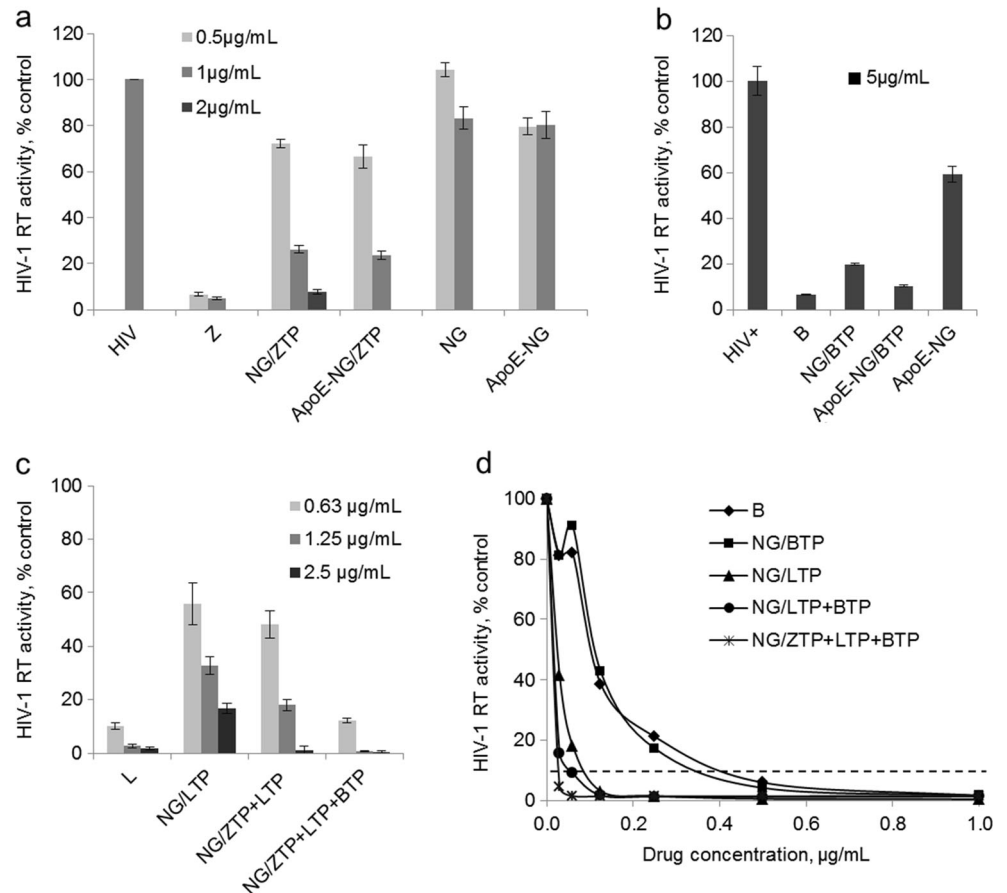 a
HIV-1 RT activity, % control
120
100
80
60
40
20
0
0.5µg/mL
1µg/mL
2µg/mL
HIV
Z
NG/ZTP
ApoE-NG/ZTP
NG
ApoE-NG
b
HIV-1 RT activity, % control
120
100
80
60
40
20
0
5µg/mL
HIV+
B
NG/BTP
ApoE-NG/BTP
ApoE-NG
c
HIV-1 RT activity, % control
100
80
60
40
20
0
0.63 µg/mL
1.25 µg/mL
2.5 µg/mL
L
NG/LTP
NG/ZTP+LTP
NG/ZTP+LTP+BTP
d
HIV-1 RT activity, % control
100
80
60
40
20
10
0
B
NG/BTP
NG/LTP
NG/LTP+BTP
NG/ZTP+LTP+BTP
0.0 0.2 0.4 0.6 0.8 1.0
Drug concentration, µg/mL